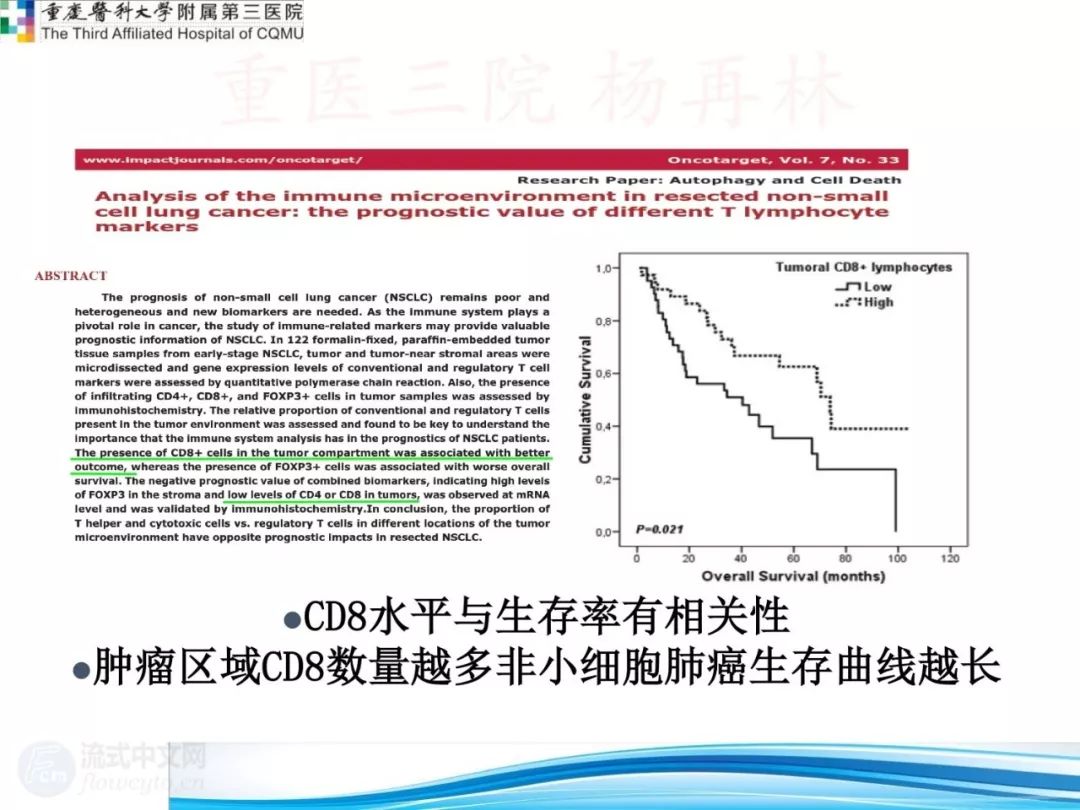 重庆医科大学附属第三医院
The Third Affiliated Hospital of CQMU
重医三院 杨再林
www.impactjournals.com/oncotarget/ Oncotarget, Vol. 7, No. 33
Research Paper: Autophagy and Cell Death
Analysis of the immune microenvironment in resected non-small
cell lung cancer: the prognostic value of different T lymphocyte
markers
ABSTRACT
The prognosis of non-small cell lung cancer (NSCLC) remains poor and
heterogeneous and new biomarkers are needed. As the immune system plays a
pivotal role in cancer, the study of immune-related markers may provide valuable
prognostic information of NSCLC. In 122 formalin-fixed, paraffin-embedded tumor
tissue samples from early-stage NSCLC, tumor and tumor-near stromal areas were
microdissected and gene expression levels of conventional and regulatory T cell
markers were assessed by quantitative polymerase chain reaction. Also, the presence
of infiltrating CD4+, CD8+, and FOXP3+ cells in tumor samples was assessed by
immunohistochemistry. The relative proportion of conventional and regulatory T cells
present in the tumor environment was assessed and found to be key to understand the
importance that the immune system analysis has in the prognostics of NSCLC patients.
The presence of CD8+ cells in the tumor compartment was associated with better
outcome, whereas the presence of FOXP3+ cells was associated with worse overall
survival. The negative prognostic value of combined biomarkers, indicating high levels
of FOXP3 in the stroma and low levels of CD4 or CD8 in tumors, was observed at mRNA
level and was validated by immunohistochemistry.In conclusion, the proportion of
T helper and cytotoxic cells vs. regulatory T cells in different locations of the tumor
microenvironment have opposite prognostic impacts in resected NSCLC.
Tumoral CD8+ lymphocytes
Low
High
Cumulative Survival
1,0
0,8
0,6
0,4
0,2
0,0
P=0.021
0 20 40 60 80 100 120
Overall Survival (months)
●CD8水平与生存率有相关性
●肿瘤区域CD8数量越多非小细胞肺癌生存曲线越长
流式中文网
flowcyto.cn